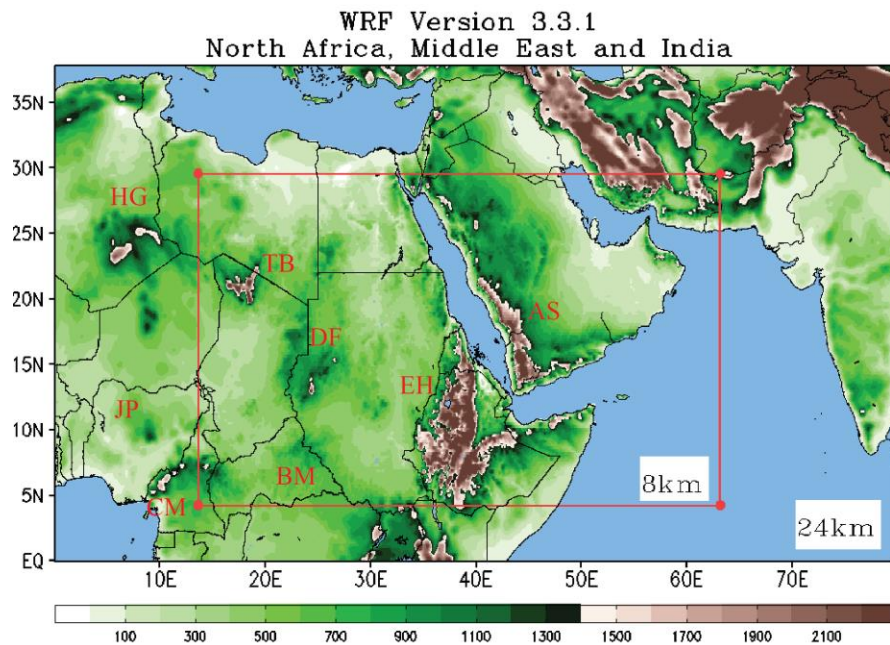 WRF Version 3.3.1
North Africa, Middle East and India
35N
30N
25N
20N
15N
10N
5N
EQ
HG
TB
DF
AS
EH
JP
BM
CM
8km
24km
10E 20E 30E 40E 50E 60E 70E
100 300 500 700 900 1100 1300 1500 1700 1900 2100